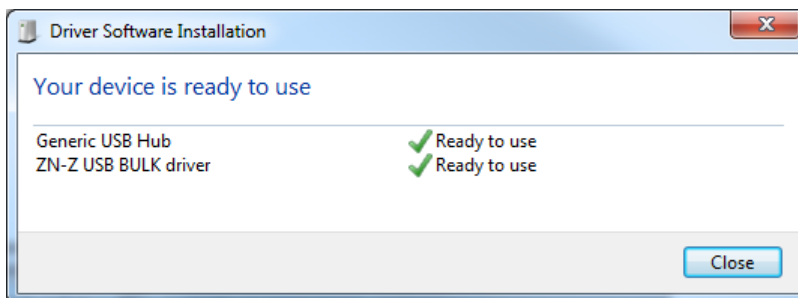 Driver Software Installation
Your device is ready to use
Generic USB Hub Ready to use
ZN-Z USB BULK driver Ready to use
Close